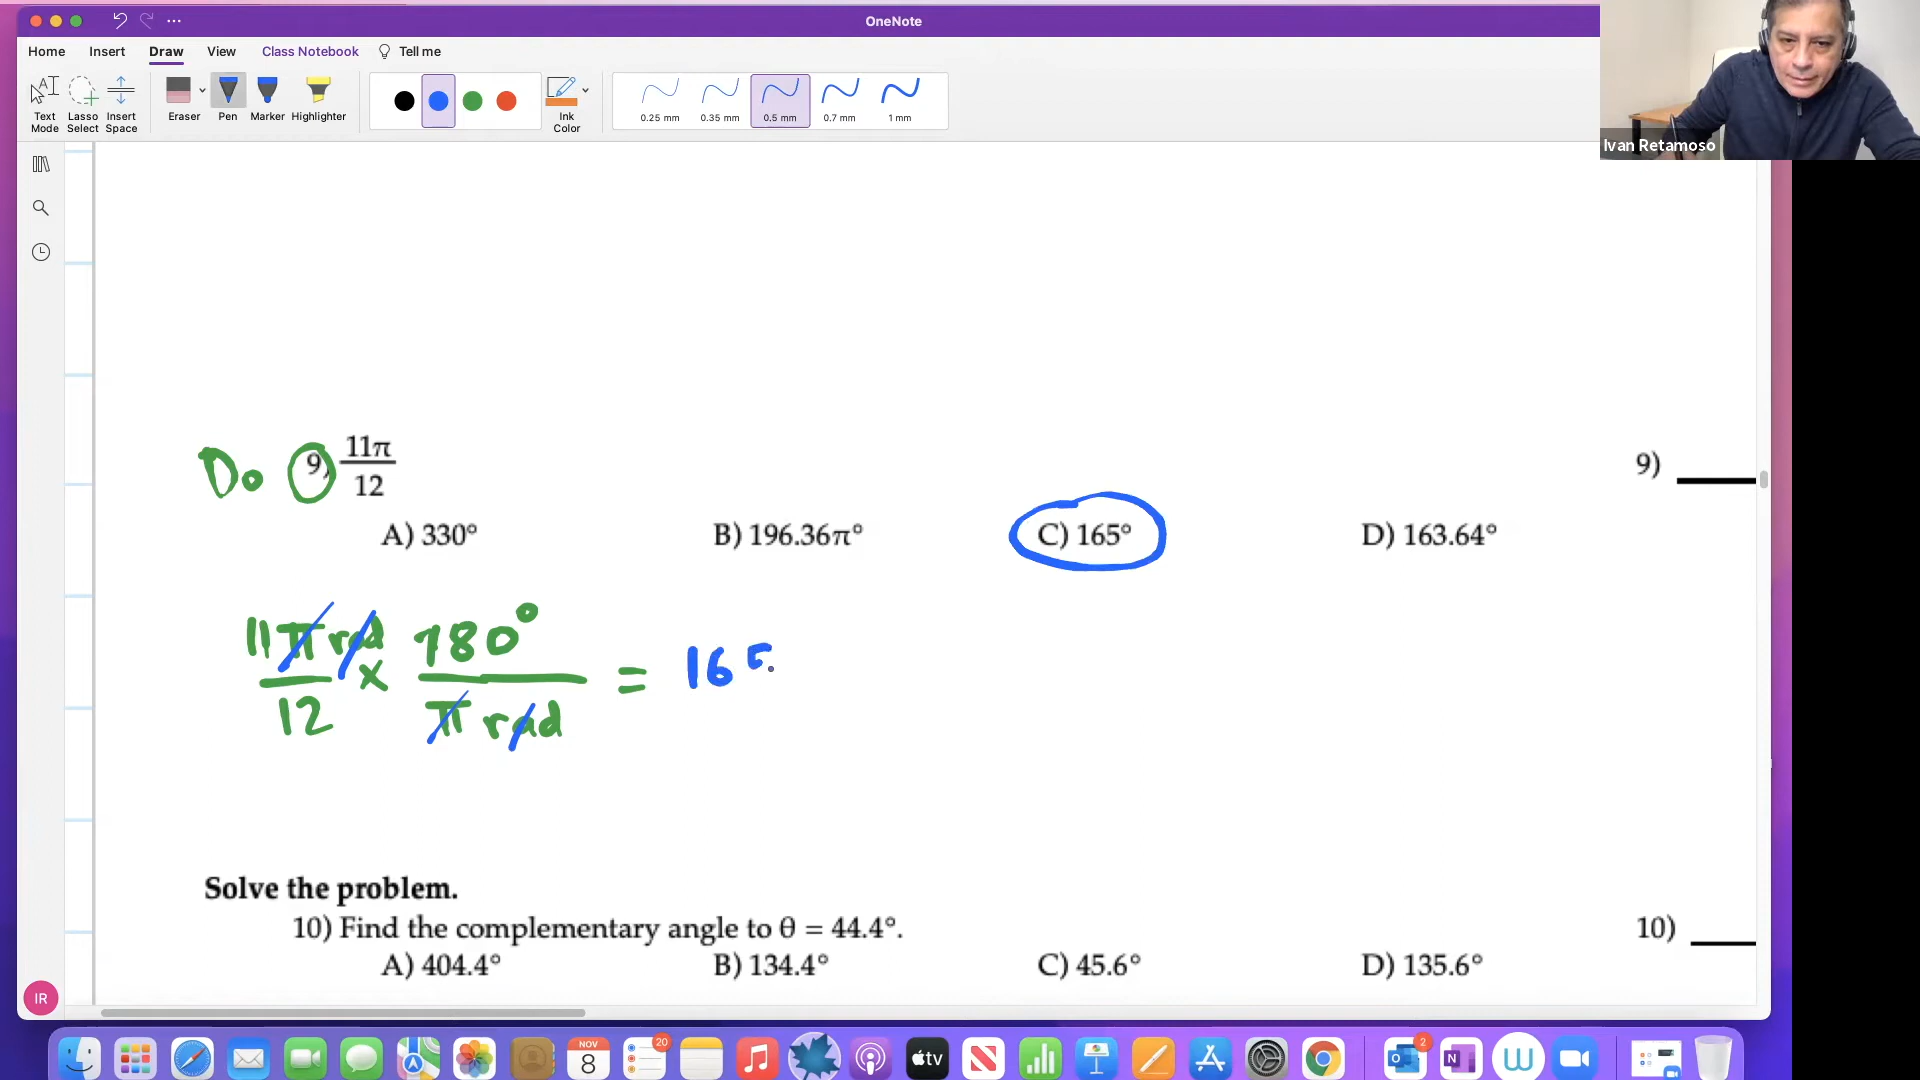 OneNote
Home Insert Draw View Class Notebook Tell me
Text Mode Lasso Select Insert Space Eraser Pen Marker Highlighter Ink Color 0.25 mm 0.35 mm 0.5 mm 0.7 mm 1 mm
Ivan Retamoso
Do 9) 11π/12 9)
A) 330° B) 196.36π° C) 165° D) 163.64°
11π rad/12 x 180°/π rad = 165
Solve the problem.
10) Find the complementary angle to θ = 44.4°. 10)
A) 404.4° B) 134.4° C) 45.6° D) 135.6°
IR
NOV
8
20
tv
2